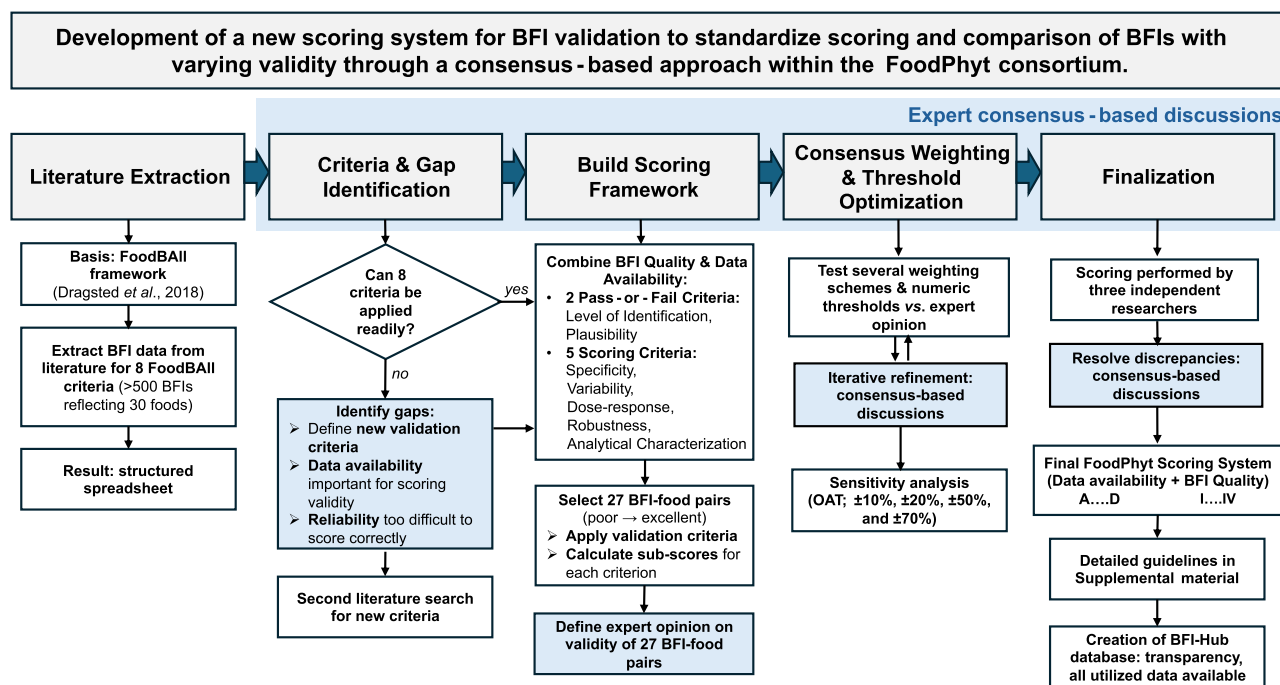 Development of a new scoring system for BFI validation to standardize scoring and comparison of BFIs with
varying validity through a consensus-based approach within the FoodPhyt consortium.
Expert consensus-based discussions
Literature Extraction
Basis: FoodBAll
framework
(Dragsted et al., 2018)
Extract BFI data from
literature for 8 FoodBAll
criteria (>500 BFIs
reflecting 30 foods)
Result: structured
spreadsheet
Criteria & Gap
Identification
Can 8
criteria be
applied
readily?
yes
no
Identify gaps:
➢ Define new validation
criteria
➢ Data availability
important for scoring
validity
➢ Reliability too difficult to
score correctly
Second literature search
for new criteria
Build Scoring
Framework
Combine BFI Quality & Data
Availability:
• 2 Pass-or-Fail Criteria:
Level of Identification,
Plausibility
• 5 Scoring Criteria:
Specificity,
Variability,
Dose-response,
Robustness,
Analytical Characterization
Select 27 BFI-food pairs
(poor → excellent)
➢ Apply validation criteria
➢ Calculate sub-scores for
each criterion
Define expert opinion on
validity of 27 BFI-food
pairs
Consensus Weighting
& Threshold
Optimization
Test several weighting
schemes & numeric
thresholds vs. expert
opinion
Iterative refinement:
consensus-based
discussions
Sensitivity analysis
(OAT; ±10%, ±20%, ±50%,
and ±70%)
Finalization
Scoring performed by
three independent
researchers
Resolve discrepancies:
consensus-based
discussions
Final FoodPhyt Scoring System
(Data availability + BFI Quality)
A....D I....IV
Detailed guidelines in
Supplemental material
Creation of BFI-Hub
database: transparency,
all utilized data available